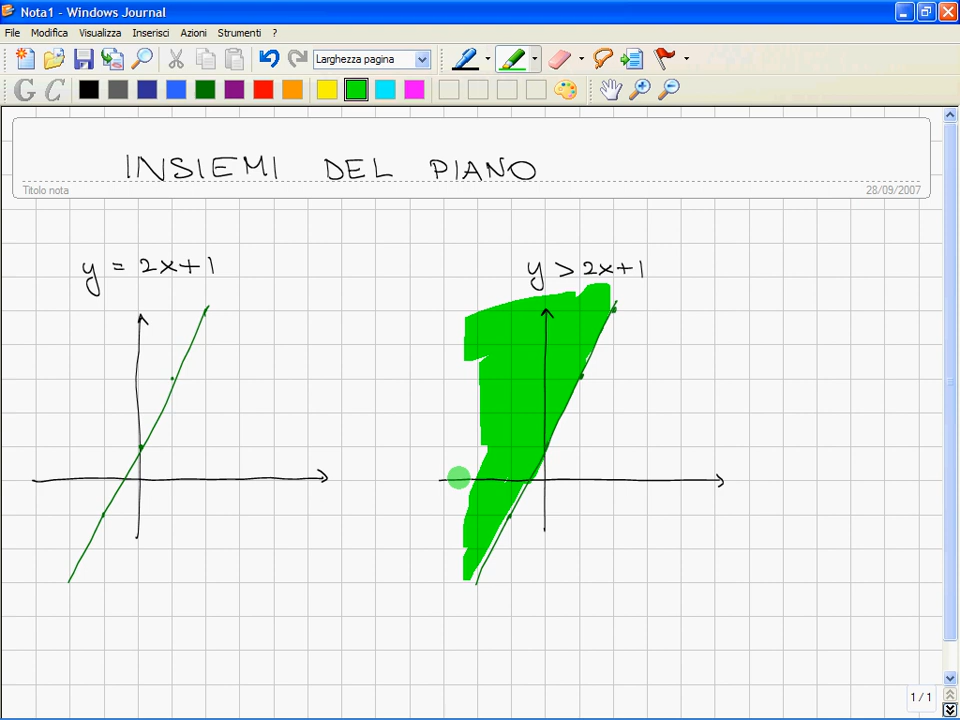 Nota1 - Windows Journal
File Modifica Visualizza Inserisci Azioni Strumenti ?
Larghezza pagina
G C
INSIEMI DEL PIANO
Titolo nota 28/09/2007
y = 2x+1 y > 2x+1
1 / 1